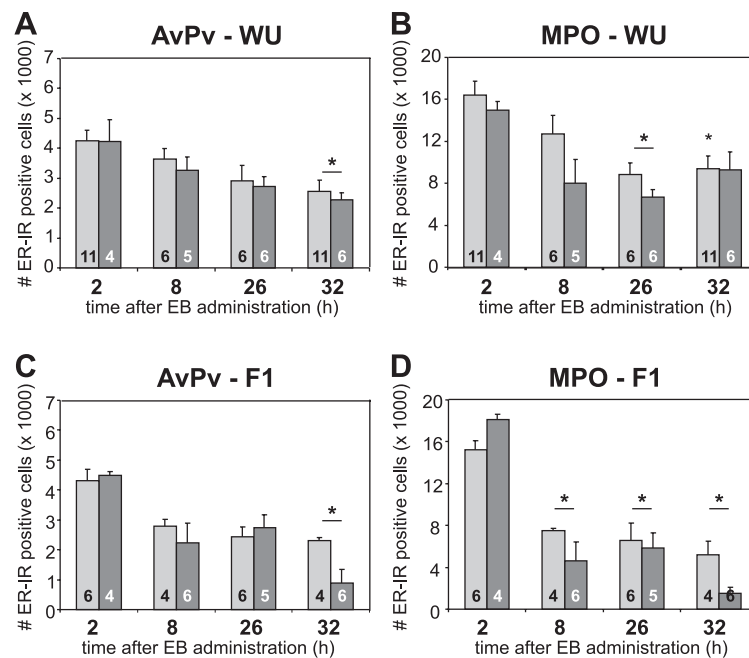 A
AvPv - WU
# ER-IR positive cells (x 1000)
7
6
5
4
3
2
1
0
*
11 4 6 5 6 6 11 6
2 8 26 32
time after EB administration (h)
B
MPO - WU
# ER-IR positive cells (x 1000)
20
16
12
8
4
0
* *
11 4 6 5 6 6 11 6
2 8 26 32
time after EB administration (h)
C
AvPv - F1
# ER-IR positive cells (x 1000)
7
6
5
4
3
2
1
0
*
6 4 4 6 6 5 4 6
2 8 26 32
time after EB administration (h)
D
MPO - F1
# ER-IR positive cells (x 1000)
20
16
12
8
4
0
* * *
6 4 4 6 6 5 4 6
2 8 26 32
time after EB administration (h)